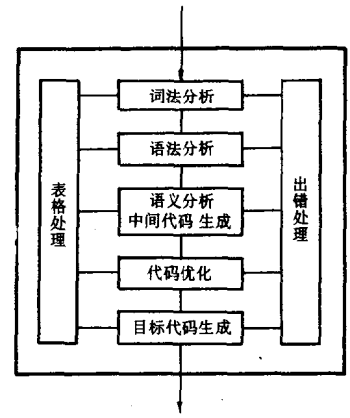 词法分析
语法分析
语义分析
中间代码 生成
代码优化
目标代码生成
表格处理
出错处理